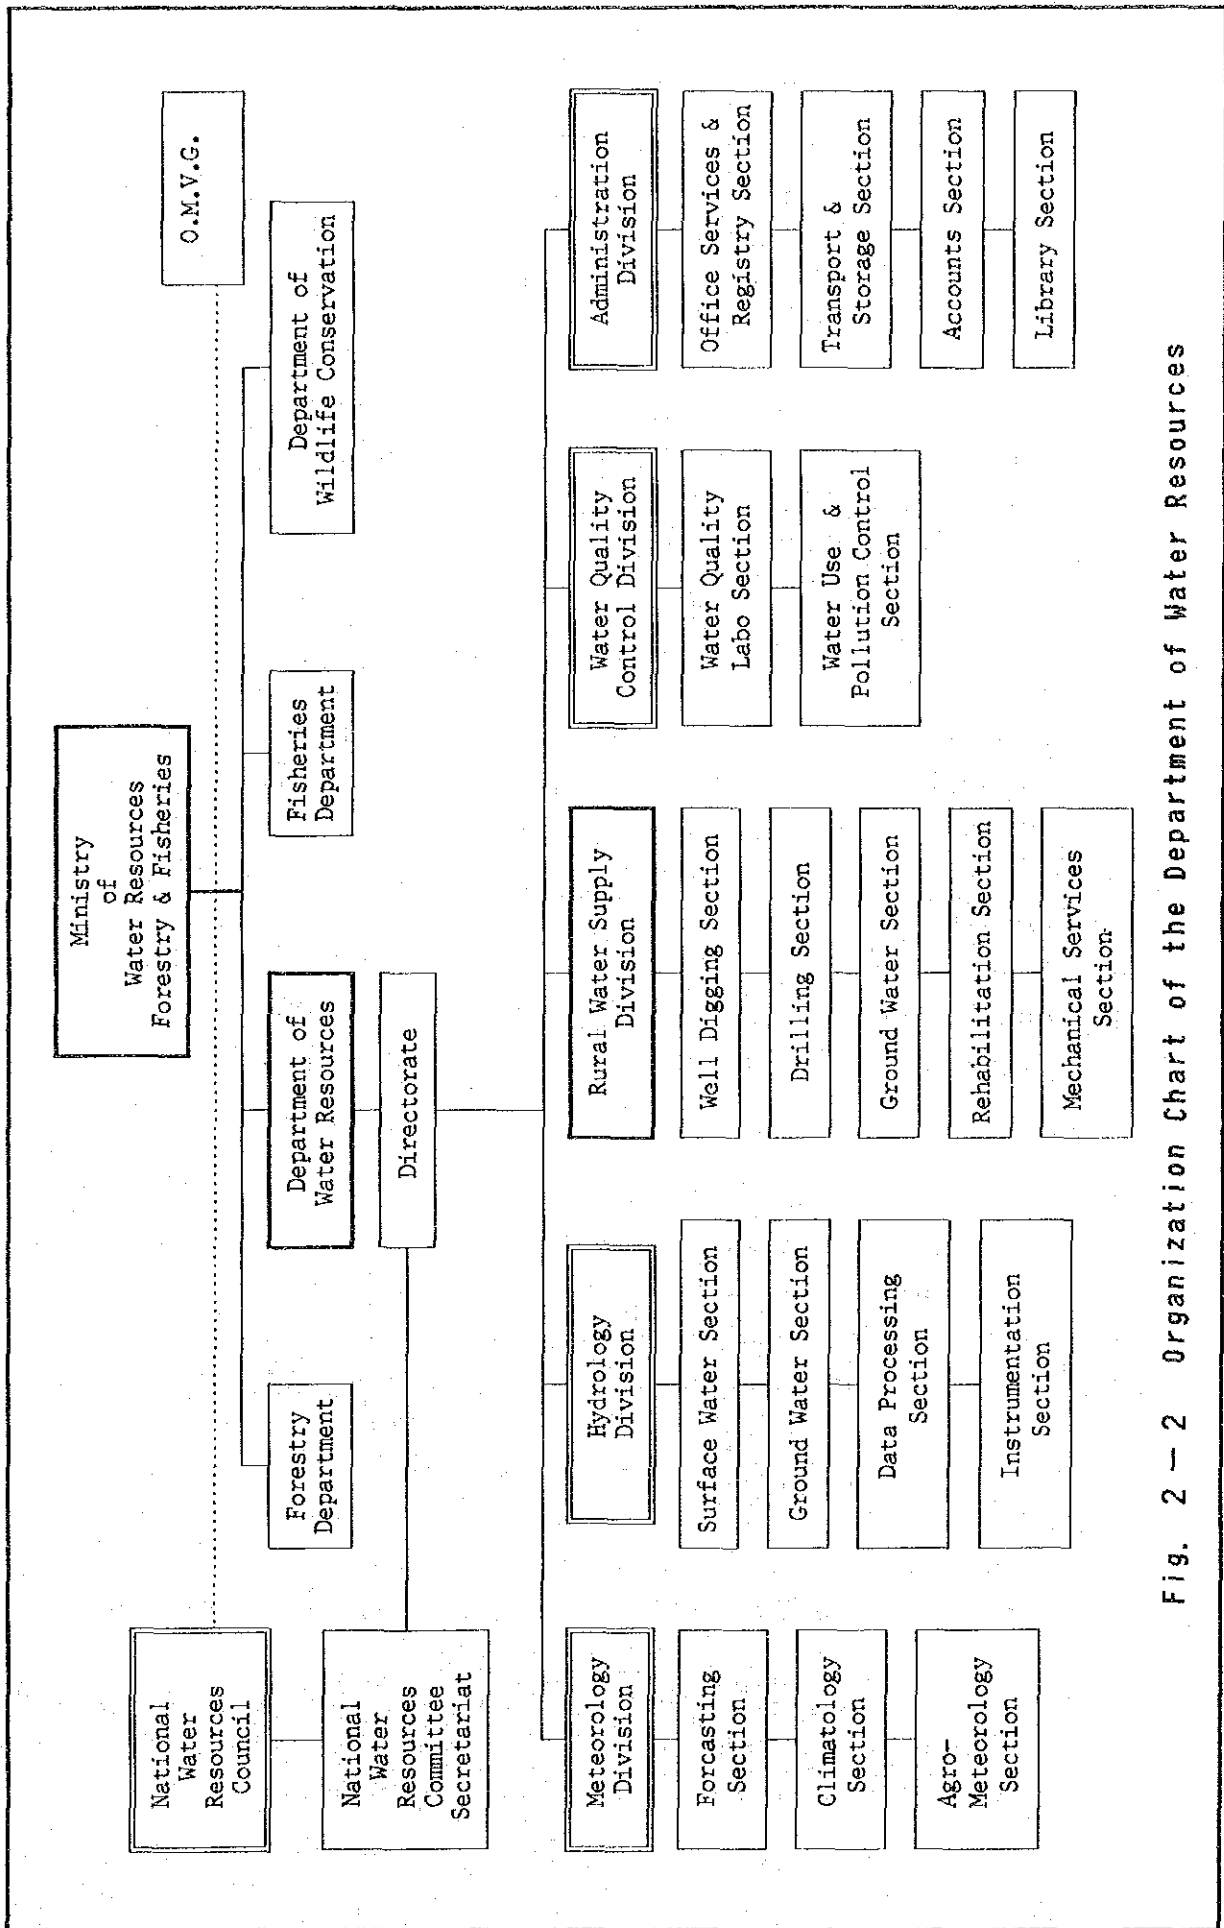 Ministry
of
Water Resources
Forestry & Fisheries
O.M.V.G.
National
Water
Resources
Council
National
Water
Resources
Committee
Secretariat
Forestry
Department
Department of
Water Resources
Fisheries
Department
Department of
Wildlife Conservation
Directorate
Meteorology
Division
Forcasting
Section
Climatology
Section
Agro-
Meteorology
Section
Hydrology
Division
Surface Water Section
Ground Water Section
Data Processing
Section
Instrumentation
Section
Rural Water Supply
Division
Well Digging Section
Drilling Section
Ground Water Section
Rehabilitation Section
Mechanical Services
Section
Water Quality
Control Division
Water Quality
Labo Section
Water Use &
Pollution Control
Section
Administration
Division
Office Services &
Registry Section
Transport &
Storage Section
Accounts Section
Library Section
Fig. 2 — 2 Organization Chart of the Department of Water Resources